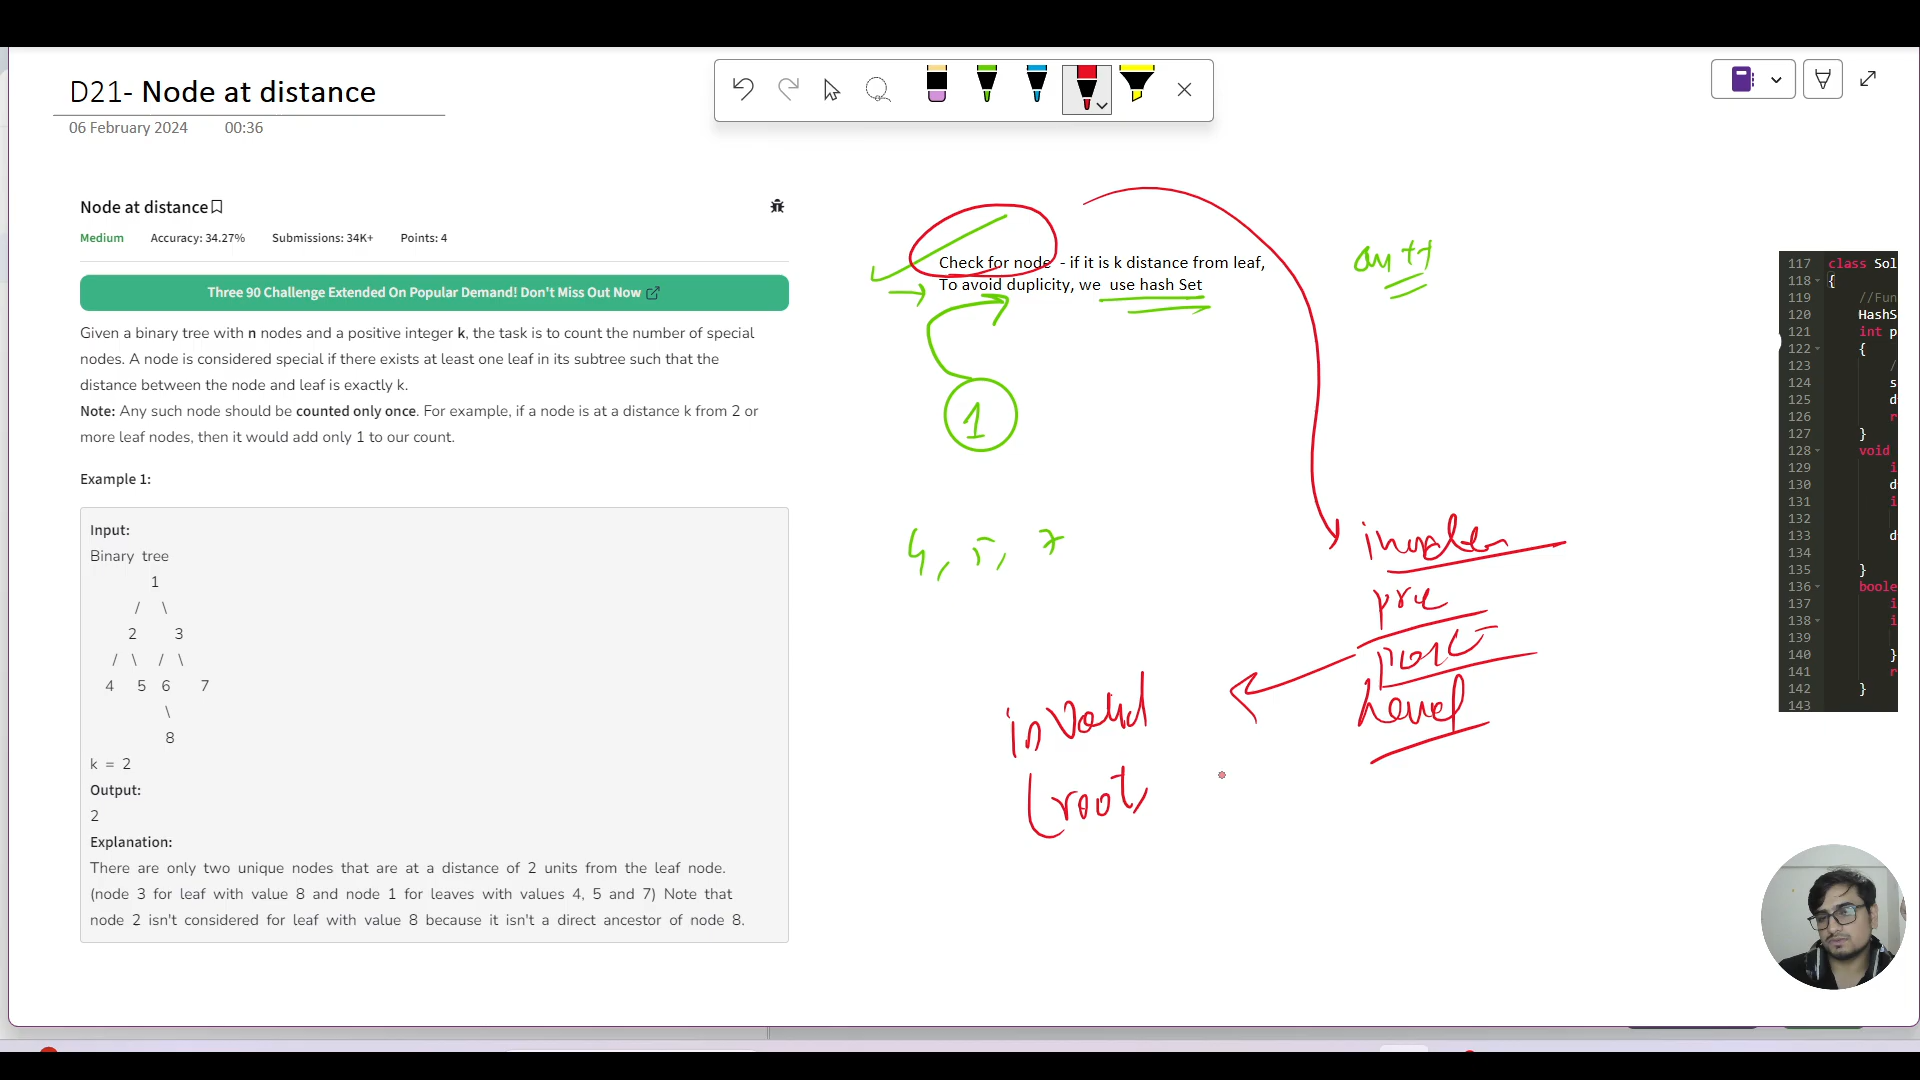 D21- Node at distance
06 February 2024 00:36
Node at distance
Medium Accuracy: 34.27% Submissions: 34K+ Points: 4
Three 90 Challenge Extended On Popular Demand! Don't Miss Out Now
Given a binary tree with n nodes and a positive integer k, the task is to count the number of special
nodes. A node is considered special if there exists at least one leaf in its subtree such that the
distance between the node and leaf is exactly k.
Note: Any such node should be counted only once. For example, if a node is at a distance k from 2 or
more leaf nodes, then it would add only 1 to our count.
Example 1:
Input:
Binary tree
1
/ \
2 3
/ \ / \
4 5 6 7
\
8
k = 2
Output:
2
Explanation:
There are only two unique nodes that are at a distance of 2 units from the leaf node.
(node 3 for leaf with value 8 and node 1 for leaves with values 4, 5 and 7) Note that
node 2 isn't considered for leaf with value 8 because it isn't a direct ancestor of node 8.
Check for node - if it is k distance from leaf,
To avoid duplicity, we use hash Set
1
4, 5, 7
pre
post
Level
(root,
117 class Sol
118 {
119 //Fun
120 HashS
121 int p
122 {
123 /
124 s
125 d
126 r
127 }
128 void
129 i
130 d
131 i
132
133 d
134
135 }
136 boole
137 i
138 i
139
140 }
141 r
142 }
143